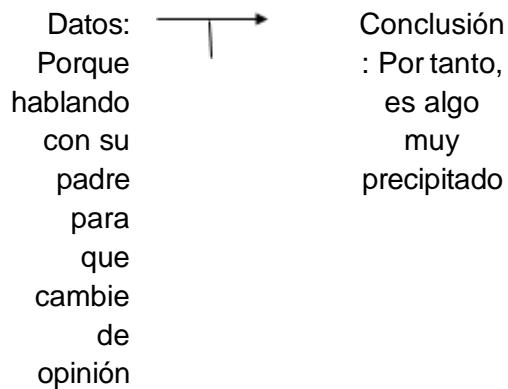 Datos:
Porque
hablando
con su
padre
para
que
cambie
de
opinión
Conclusión
: Por tanto,
es algo
muy
precipitado